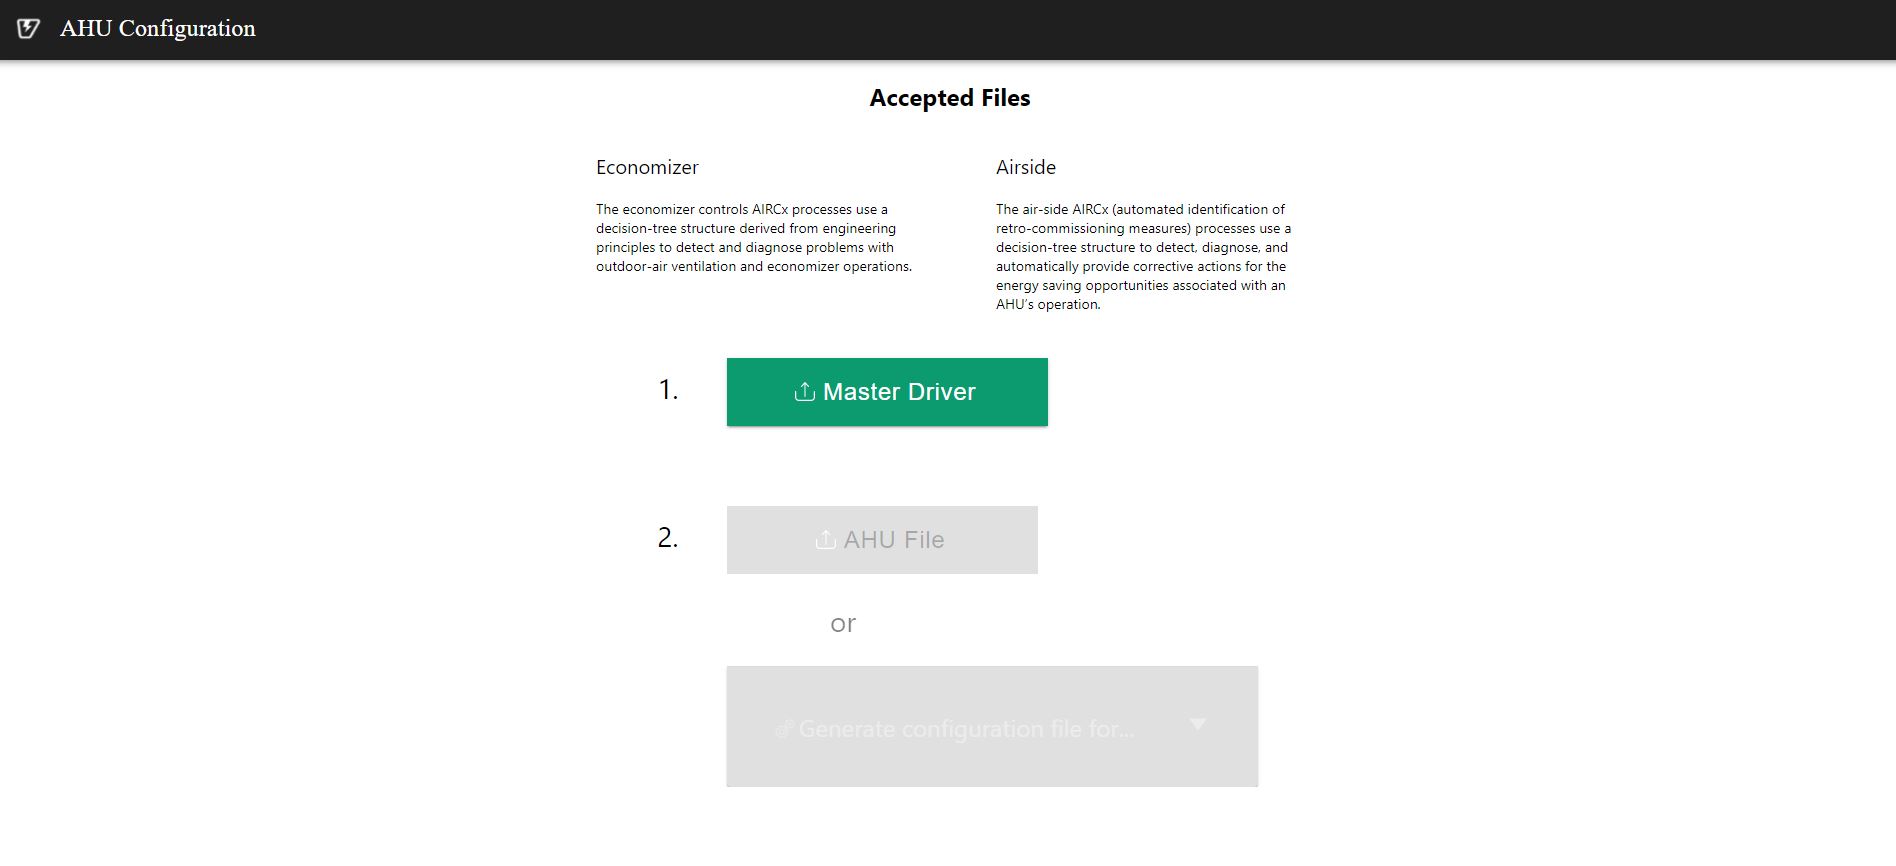 AHU Configuration
Accepted Files
Economizer
The economizer controls AIRCx processes use a
decision-tree structure derived from engineering
principles to detect and diagnose problems with
outdoor-air ventilation and economizer operations.
Airside
The air-side AIRCx (automated identification of
retro-commissioning measures) processes use a
decision-tree structure to detect, diagnose, and
automatically provide corrective actions for the
energy saving opportunities associated with an
AHU's operation.
1. Master Driver
2. AHU File
or
Generate configuration file for...